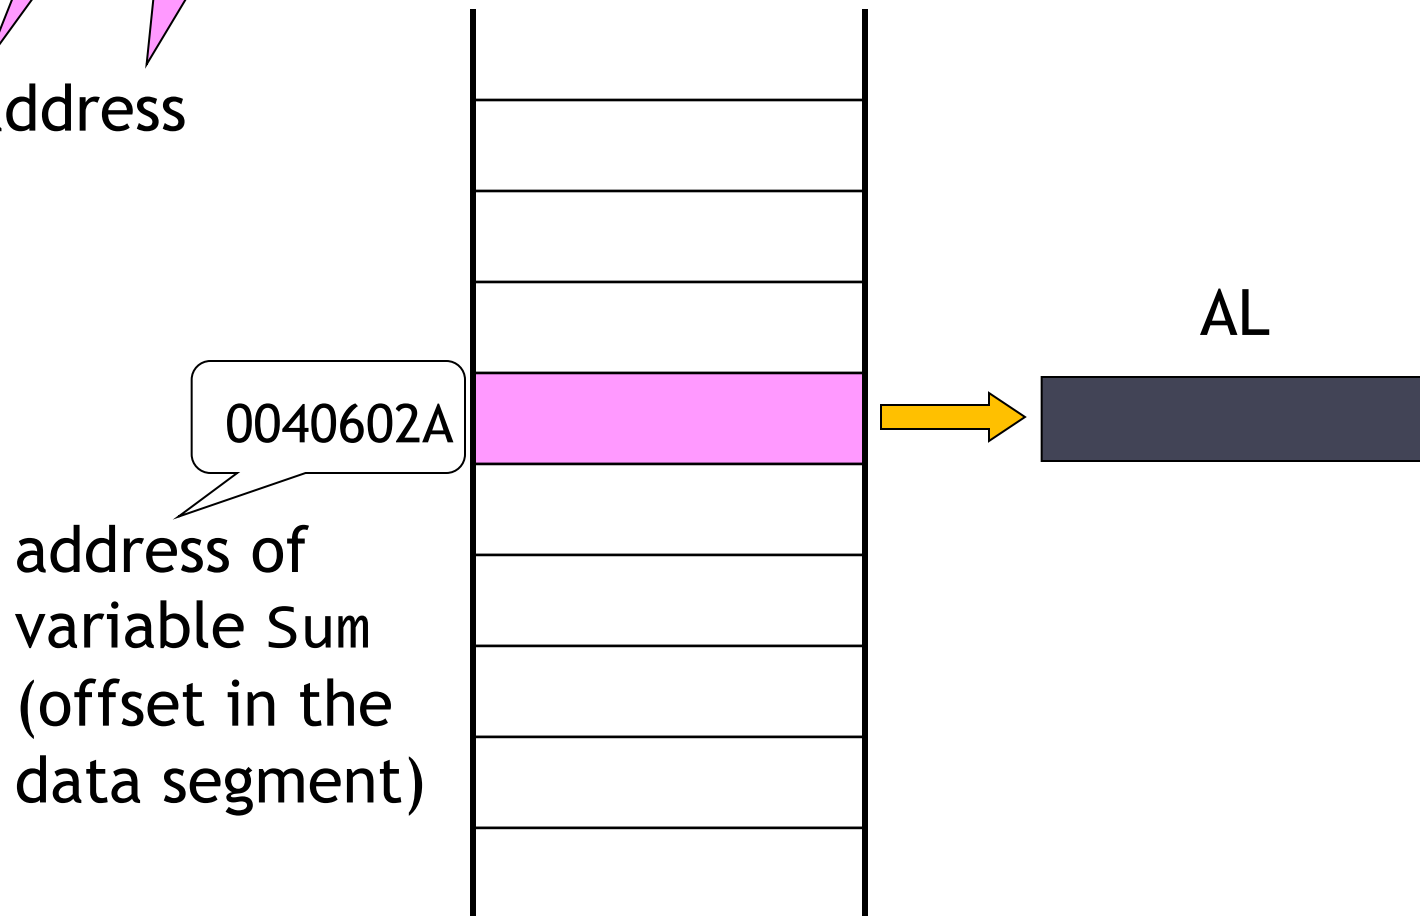 ddress
AL
0040602A
address of
variable Sum
(offset in the
data segment)